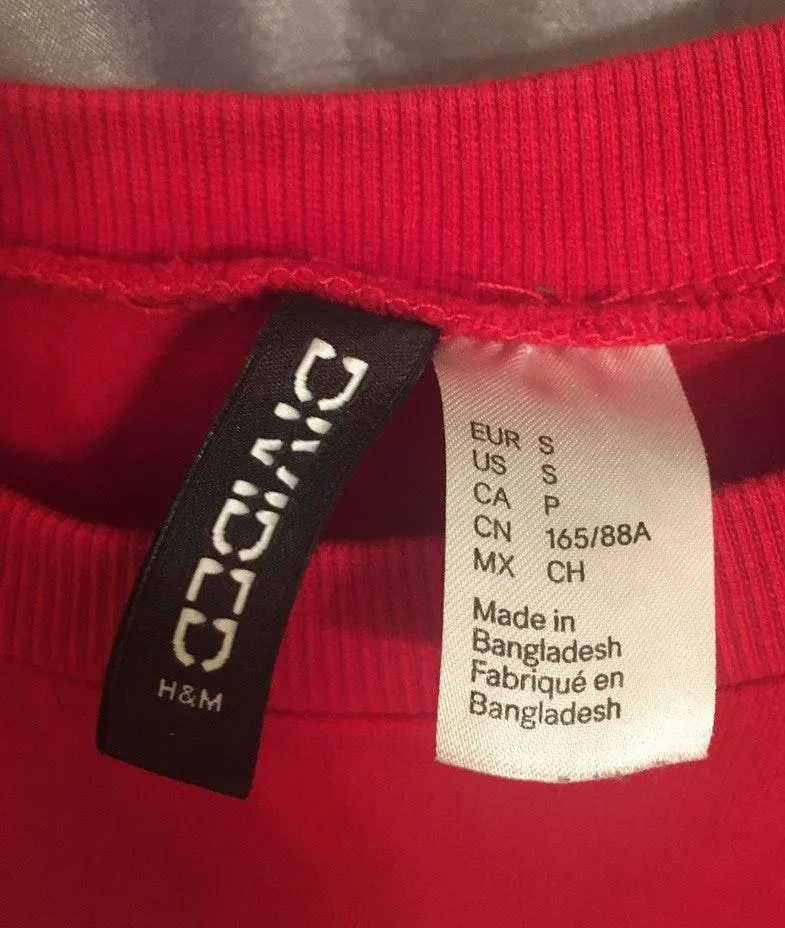 DIVIDED
H&M
EUR S
US S
CA P
CN 165/88A
MX CH
Made in
Bangladesh
Fabriqué en
Bangladesh